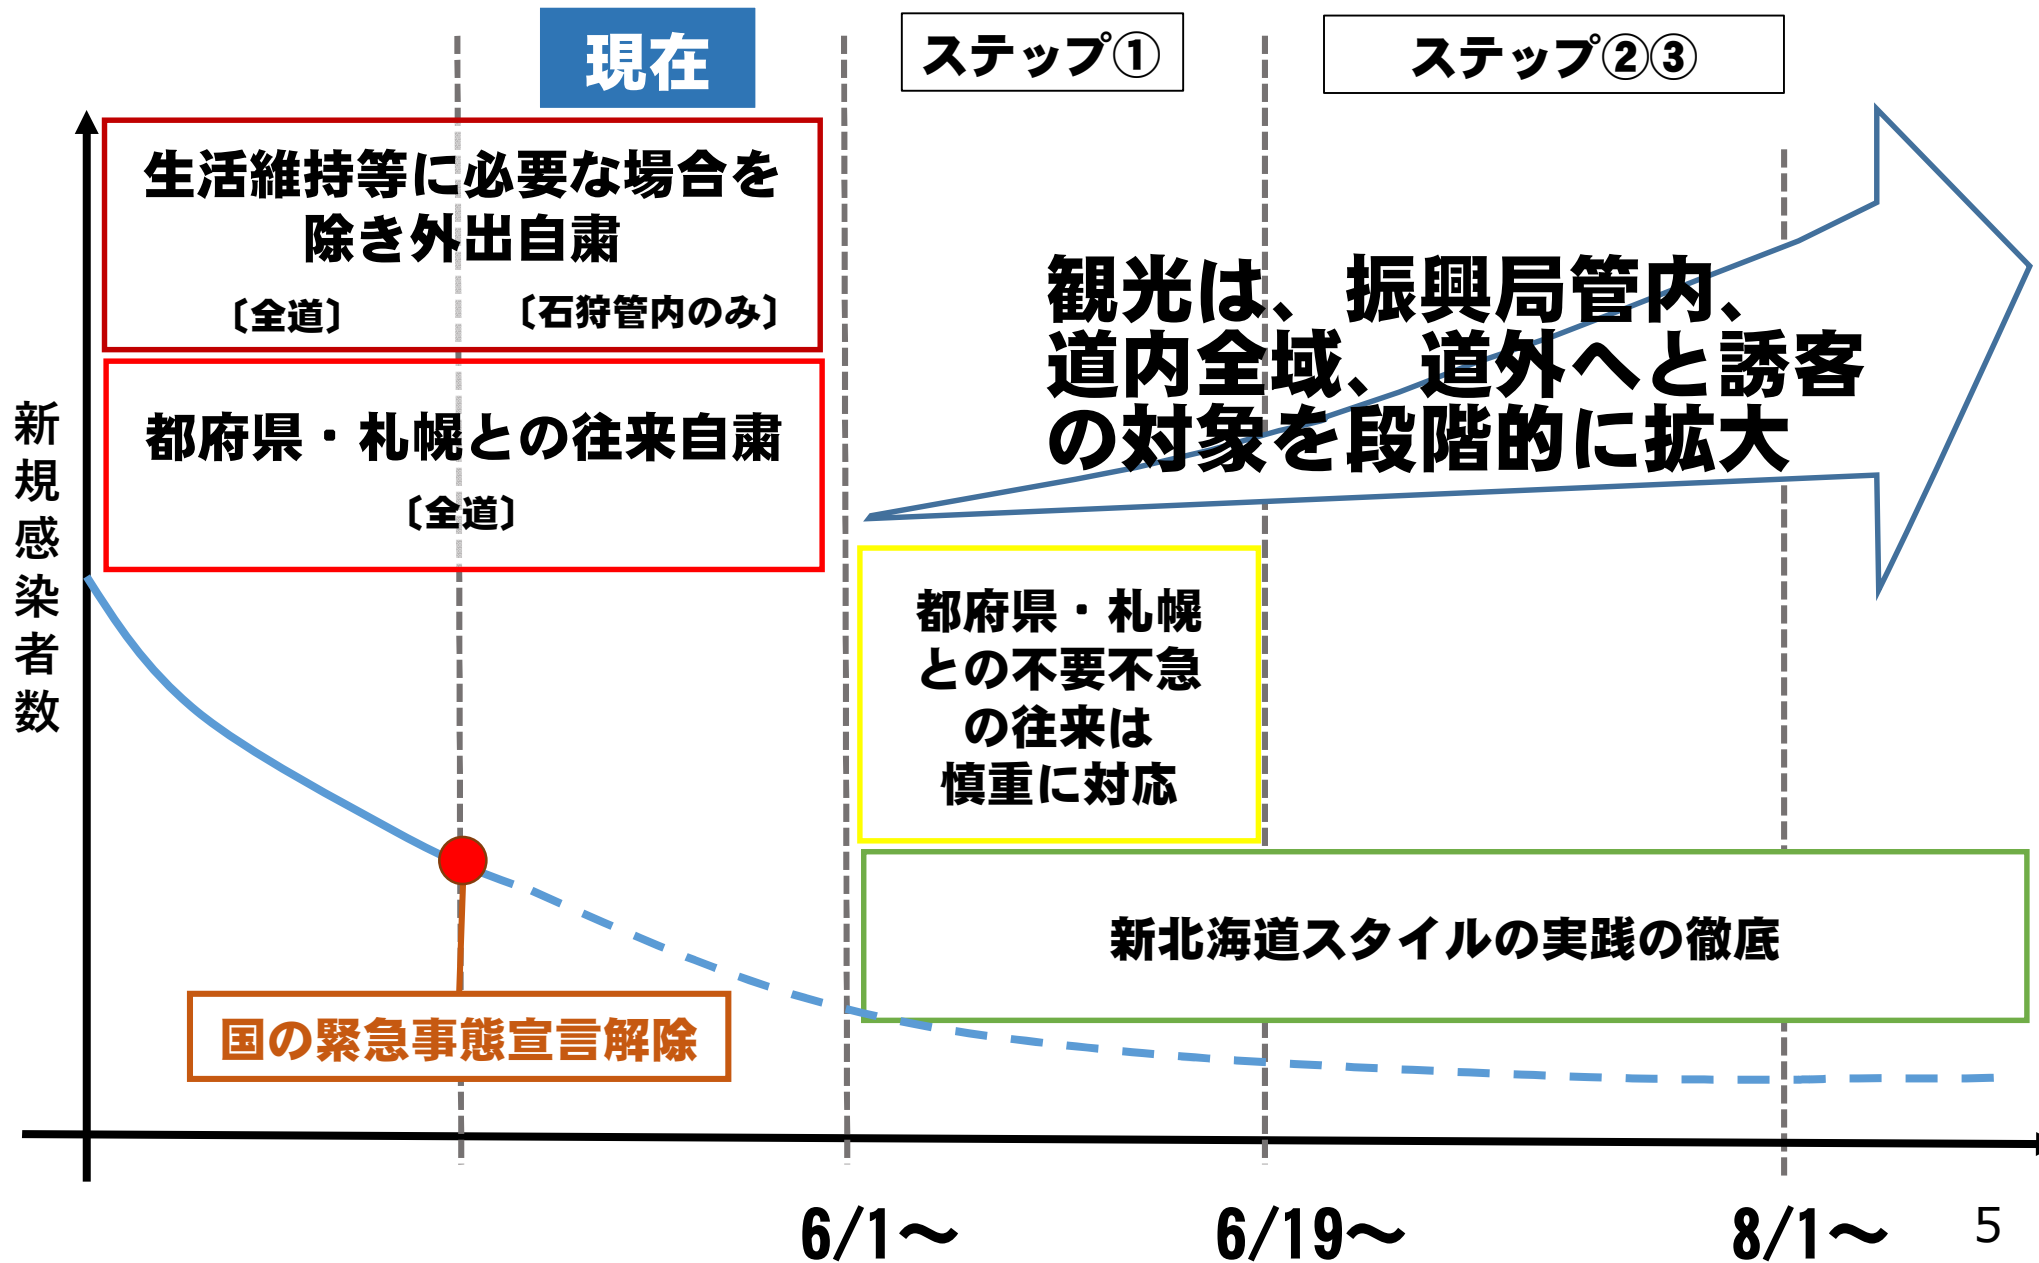 現在
ステップ①
ステップ②③
生活維持等に必要な場合を
除き外出自粛
〔全道〕
〔石狩管内のみ〕
都府県・札幌との往来自粛
〔全道〕
観光は、振興局管内、
道内全域、道外へと誘客
の対象を段階的に拡大
新規感染者数
都府県・札幌
との不要不急
の往来は
慎重に対応
新北海道スタイルの実践の徹底
国の緊急事態宣言解除
6/1～
6/19～
8/1～
5